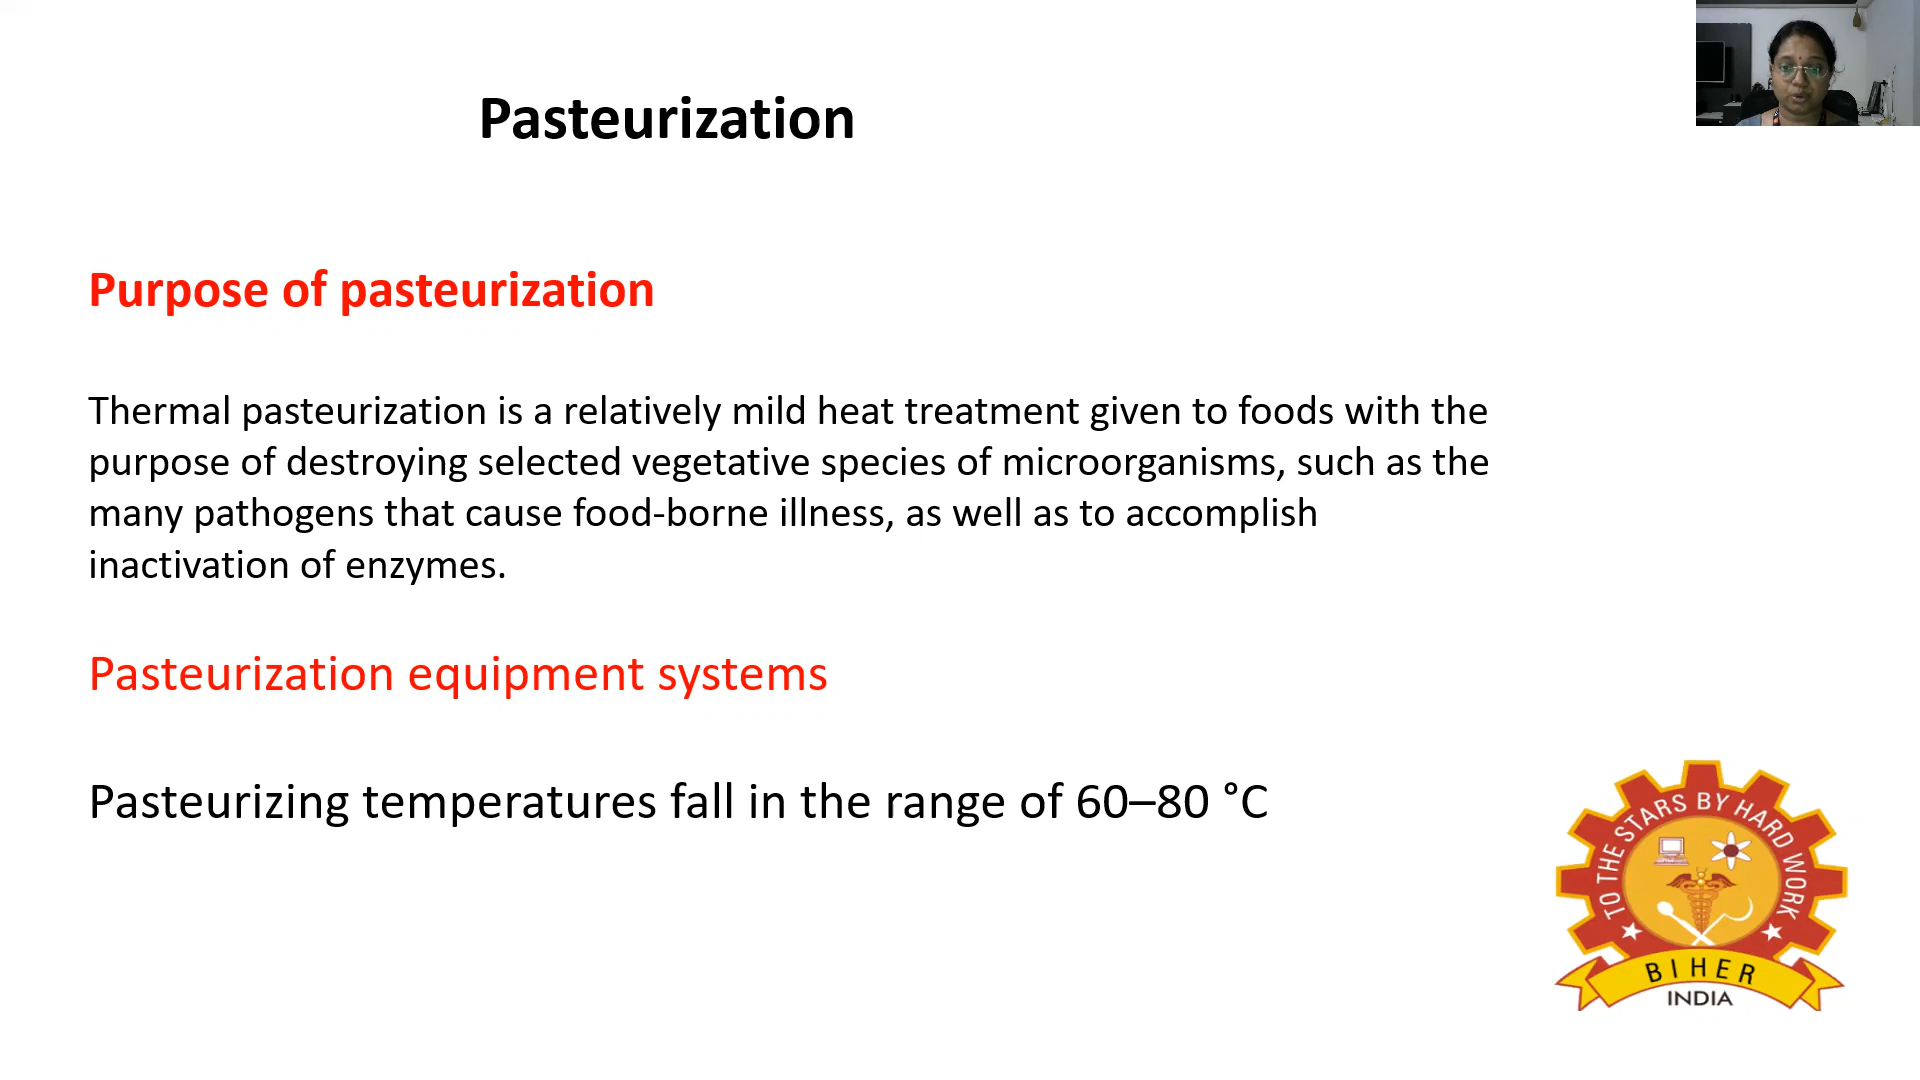 Pasteurization
Purpose of pasteurization
Thermal pasteurization is a relatively mild heat treatment given to foods with the
purpose of destroying selected vegetative species of microorganisms, such as the
many pathogens that cause food-borne illness, as well as to accomplish
inactivation of enzymes.
Pasteurization equipment systems
Pasteurizing temperatures fall in the range of 60–80 °C
TO THE STARS BY HARD WORK
BIHER
INDIA